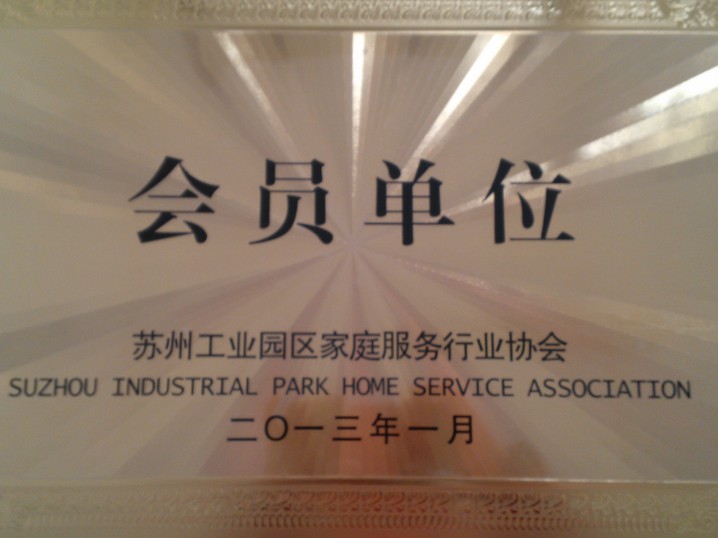 会员单位
苏州工业园区家庭服务行业协会
SUZHOU INDUSTRIAL PARK HOME SERVICE ASSOCIATION
二〇一三年一月